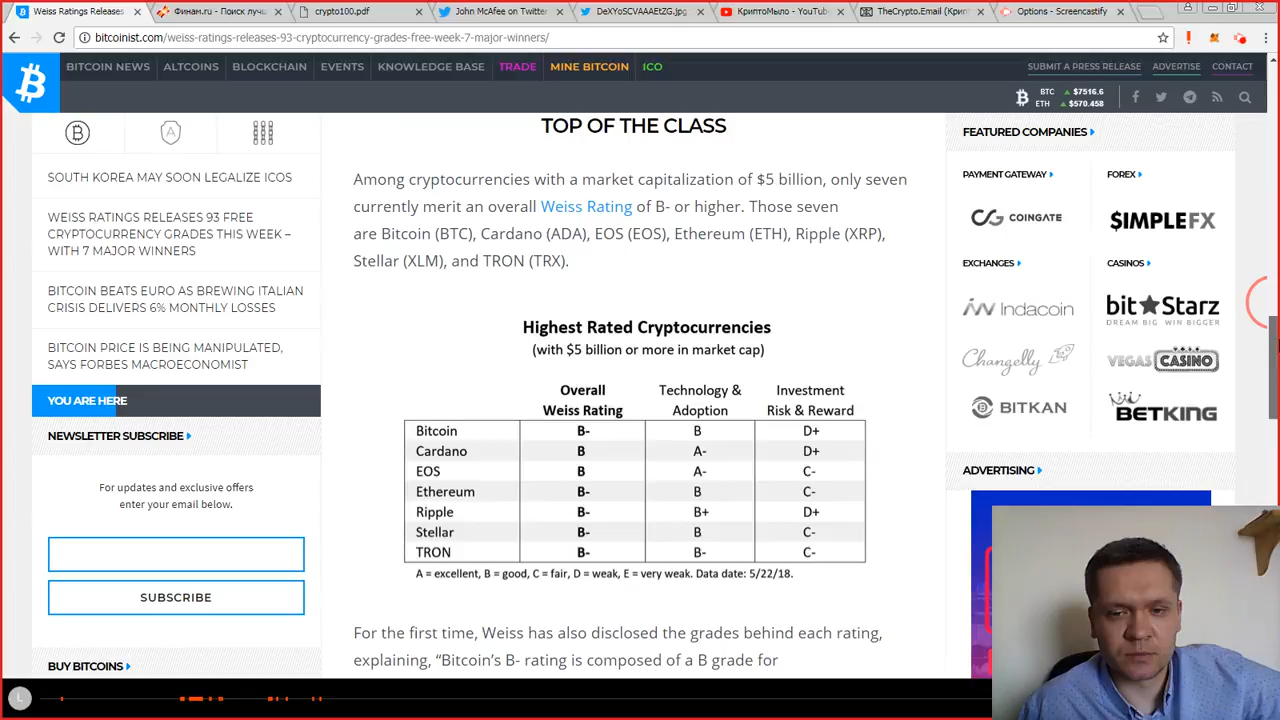 Weiss Ratings Releases
Финам.ru - Поиск лучш
crypto100.pdf
John McAfee on Twitter
DeXYoSCVAAAEtZG.jpg
КриптоМыло - YouTub
TheCrypto.Email (Крип
Options - Screencastify
bitcoinist.com/weiss-ratings-releases-93-cryptocurrency-grades-free-week-7-major-winners/
BITCOIN NEWS ALTCOINS BLOCKCHAIN EVENTS KNOWLEDGE BASE TRADE MINE BITCOIN ICO
SUBMIT A PRESS RELEASE ADVERTISE CONTACT
BTC $7516.6
ETH $570.458
SOUTH KOREA MAY SOON LEGALIZE ICOS
WEISS RATINGS RELEASES 93 FREE
CRYPTOCURRENCY GRADES THIS WEEK –
WITH 7 MAJOR WINNERS
BITCOIN BEATS EURO AS BREWING ITALIAN
CRISIS DELIVERS 6% MONTHLY LOSSES
BITCOIN PRICE IS BEING MANIPULATED,
SAYS FORBES MACROECONOMIST
YOU ARE HERE
NEWSLETTER SUBSCRIBE
For updates and exclusive offers
enter your email below.
SUBSCRIBE
BUY BITCOINS
TOP OF THE CLASS
Among cryptocurrencies with a market capitalization of $5 billion, only seven
currently merit an overall Weiss Rating of B- or higher. Those seven
are Bitcoin (BTC), Cardano (ADA), EOS (EOS), Ethereum (ETH), Ripple (XRP),
Stellar (XLM), and TRON (TRX).
Highest Rated Cryptocurrencies
(with $5 billion or more in market cap)
Overall Technology & Investment
Weiss Rating Adoption Risk & Reward
Bitcoin B- B D+
Cardano B A- D+
EOS B A- C-
Ethereum B- B C-
Ripple B- B+ D+
Stellar B- B C-
TRON B- B- C-
A = excellent, B = good, C = fair, D = weak, E = very weak. Data date: 5/22/18.
For the first time, Weiss has also disclosed the grades behind each rating,
explaining, “Bitcoin’s B- rating is composed of a B grade for
FEATURED COMPANIES
PAYMENT GATEWAY FOREX
COINGATE $IMPLEFX
EXCHANGES CASINOS
Indacoin bit★Starz
DREAM BIG. WIN BIGGER
Changelly VEGAS CASINO
BITKAN BETKING
ADVERTISING
L